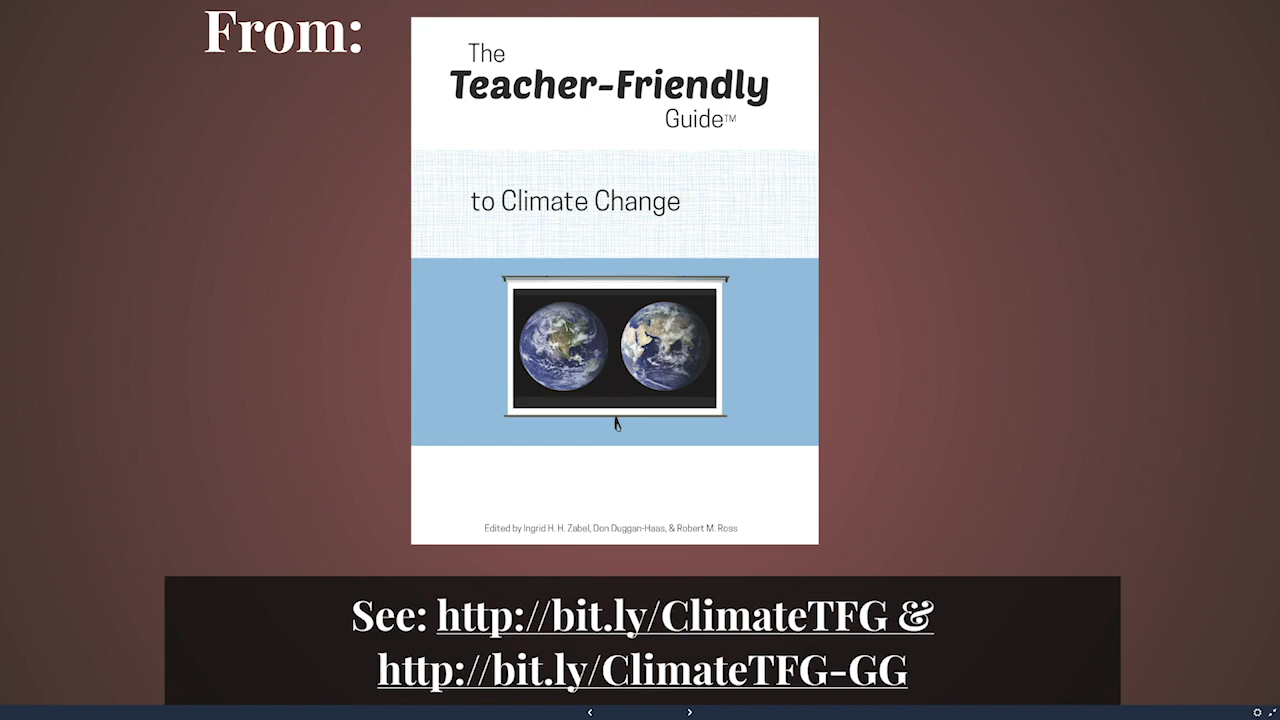 From:
The
Teacher-Friendly
Guide™
to Climate Change
Edited by Ingrid H. H. Zabel, Don Duggan-Haas, & Robert M. Ross
See: http://bit.ly/ClimateTFG &
http://bit.ly/ClimateTFG-GG